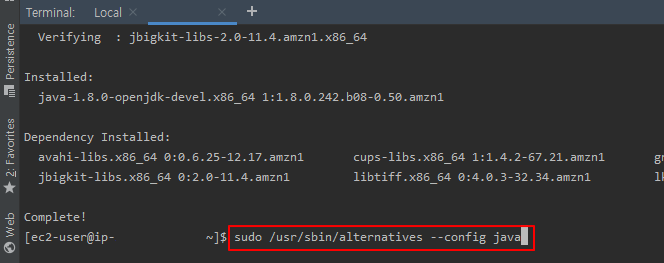 Terminal: Local
Verifying : jbigkit-libs-2.0-11.4.amzn1.x86_64
Installed:
java-1.8.0-openjdk-devel.x86_64 1:1.8.0.242.b08-0.50.amzn1
Dependency Installed:
avahi-libs.x86_64 0:0.6.25-12.17.amzn1 cups-libs.x86_64 1:1.4.2-67.21.amzn1
jbigkit-libs.x86_64 0:2.0-11.4.amzn1 libtiff.x86_64 0:4.0.3-32.34.amzn1
Complete!
[ec2-user@ip- ~]$ sudo /usr/sbin/alternatives --config java
Persistence
2: Favorites
Web